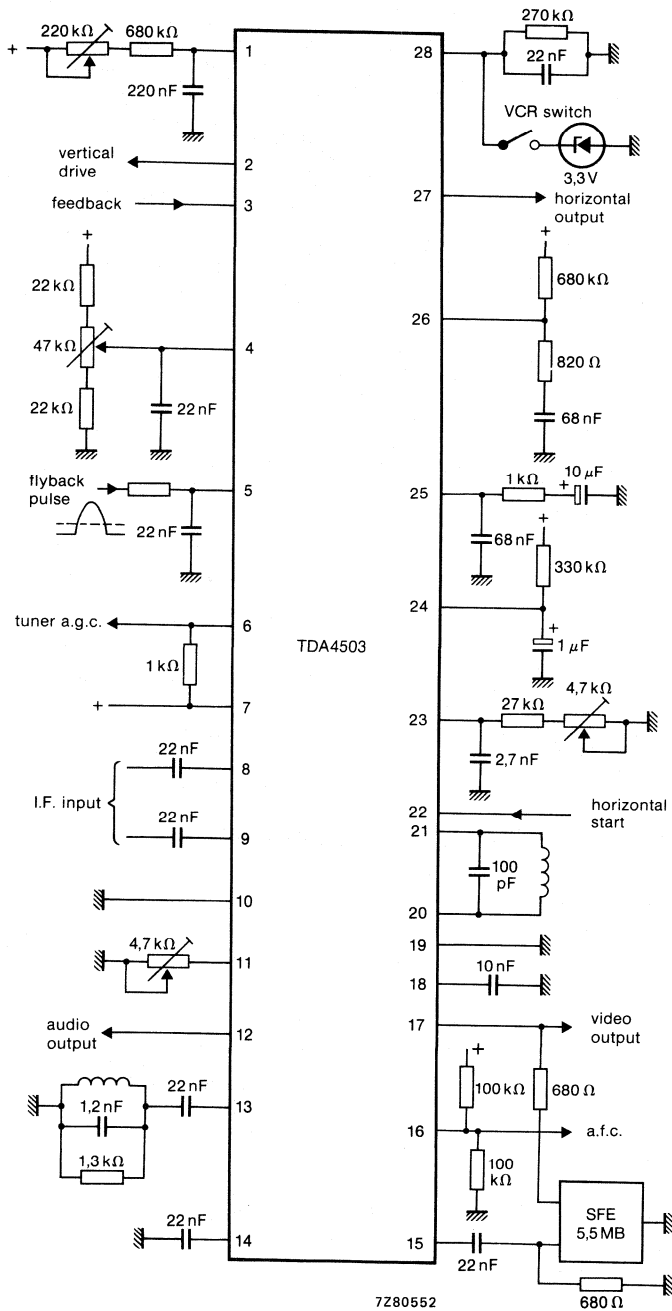 220 kΩ 680 kΩ
+
1
220 nF
vertical
drive
2
feedback
3
+
22 kΩ
47 kΩ
4
22 kΩ
22 nF
flyback
pulse
5
22 nF
tuner a.g.c.
6
1 kΩ
+
7
22 nF
8
I.F. input
22 nF
9
10
4,7 kΩ
11
audio
output
12
22 nF
13
1,2 nF
1,3 kΩ
22 nF
14
TDA4503
28
270 kΩ
22 nF
VCR switch
3,3 V
27
horizontal
output
+
680 kΩ
26
820 Ω
68 nF
25
1 kΩ
+
10 μF
68 nF
+
330 kΩ
24
+
1 μF
23
27 kΩ
4,7 kΩ
2,7 nF
22
horizontal
start
21
100
pF
20
19
18
10 nF
17
video
output
+
100 kΩ
680 Ω
16
a.f.c.
100
kΩ
SFE
5,5 MB
15
22 nF
680 Ω
7Z80552